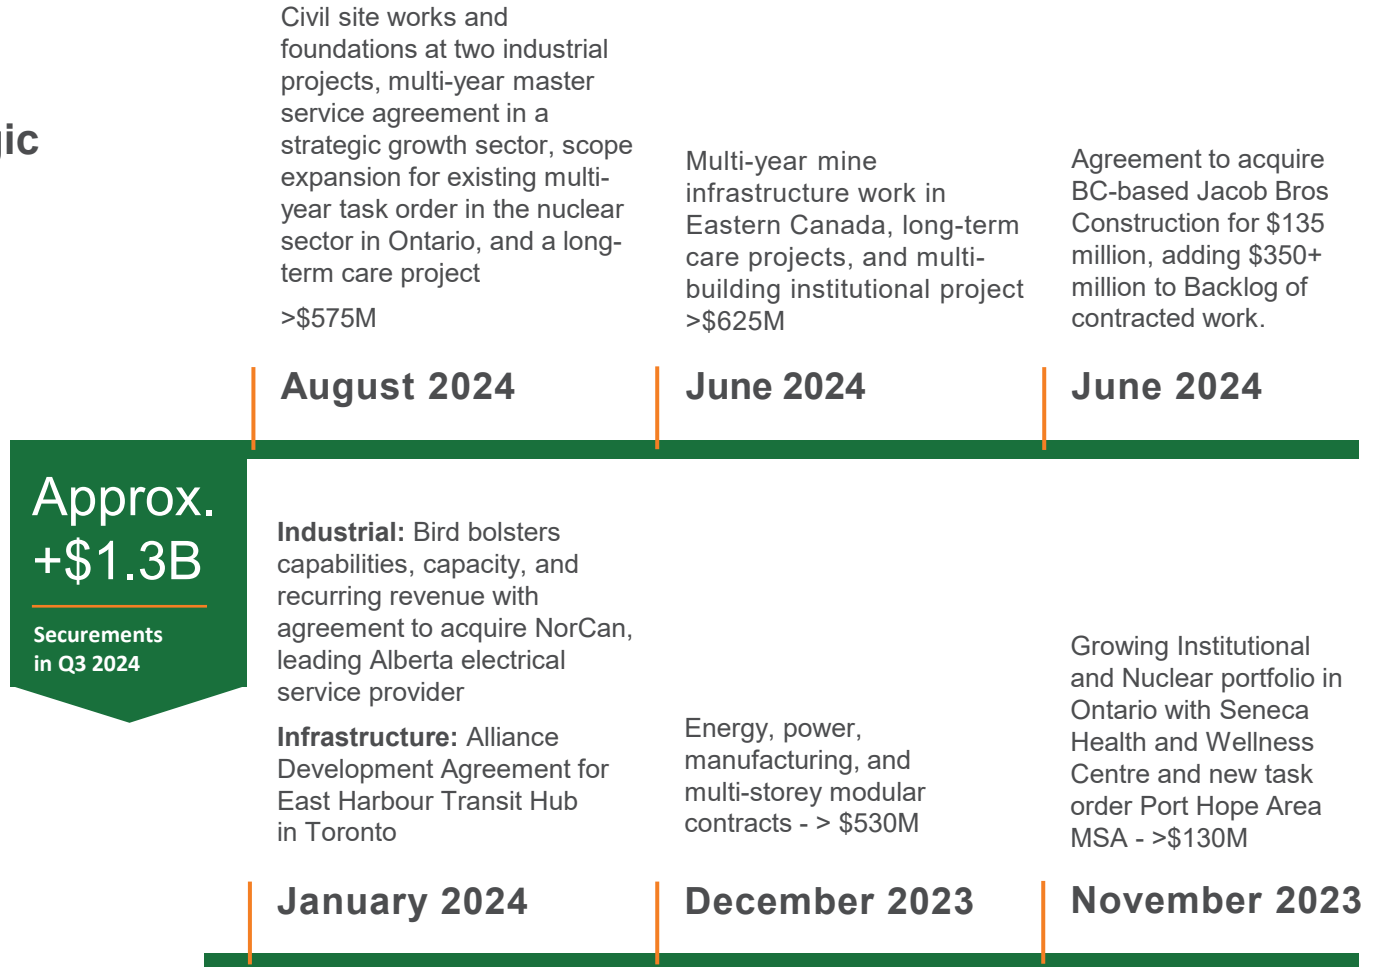 gic
Civil site works and
foundations at two industrial
projects, multi-year master
service agreement in a
strategic growth sector, scope
expansion for existing multi-
year task order in the nuclear
sector in Ontario, and a long-
term care project
>$575M
August 2024
Multi-year mine
infrastructure work in
Eastern Canada, long-term
care projects, and multi-
building institutional project
>$625M
June 2024
Agreement to acquire
BC-based Jacob Bros
Construction for $135
million, adding $350+
million to Backlog of
contracted work.
June 2024
Approx.
+$1.3B
Securements
in Q3 2024
Industrial: Bird bolsters
capabilities, capacity, and
recurring revenue with
agreement to acquire NorCan,
leading Alberta electrical
service provider
Infrastructure: Alliance
Development Agreement for
East Harbour Transit Hub
in Toronto
January 2024
Energy, power,
manufacturing, and
multi-storey modular
contracts - > $530M
December 2023
Growing Institutional
and Nuclear portfolio in
Ontario with Seneca
Health and Wellness
Centre and new task
order Port Hope Area
MSA - >$130M
November 2023